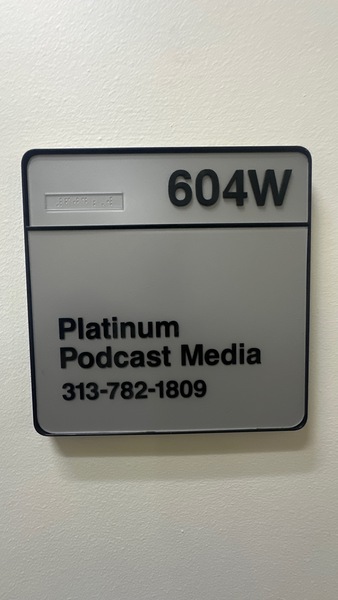 604W
Platinum
Podcast Media
313-782-1809